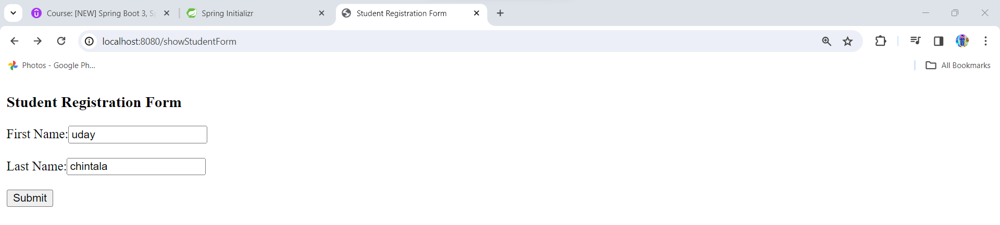 Course: [NEW] Spring Boot 3, S
Spring Initializr
Student Registration Form
localhost:8080/showStudentForm
Photos - Google Ph...
All Bookmarks
Student Registration Form
First Name: uday
Last Name: chintala
Submit